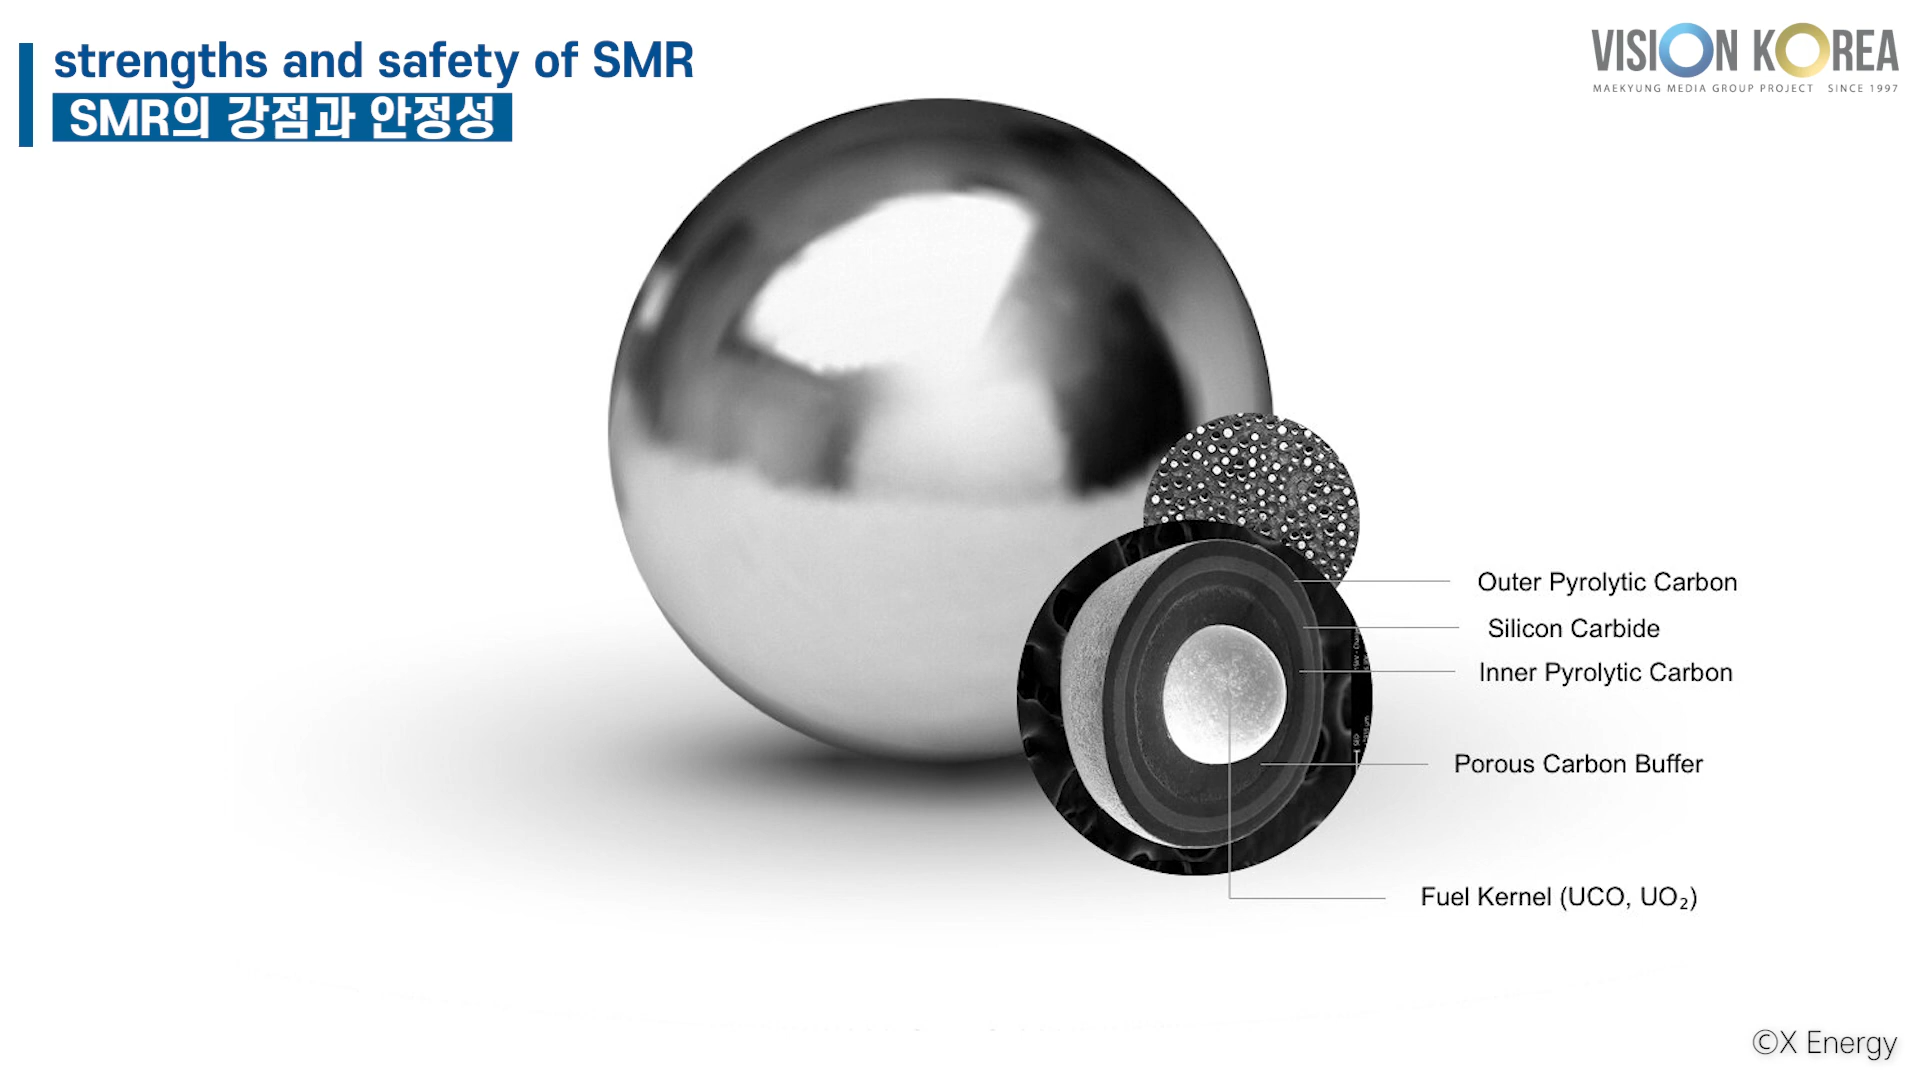 strengths and safety of SMR
SMR의 강점과 안정성
VISION KOREA
MAEKYUNG MEDIA GROUP PROJECT SINCE 1997
Outer Pyrolytic Carbon
Silicon Carbide
Inner Pyrolytic Carbon
Porous Carbon Buffer
Fuel Kernel (UCO, UO₂)
©X Energy